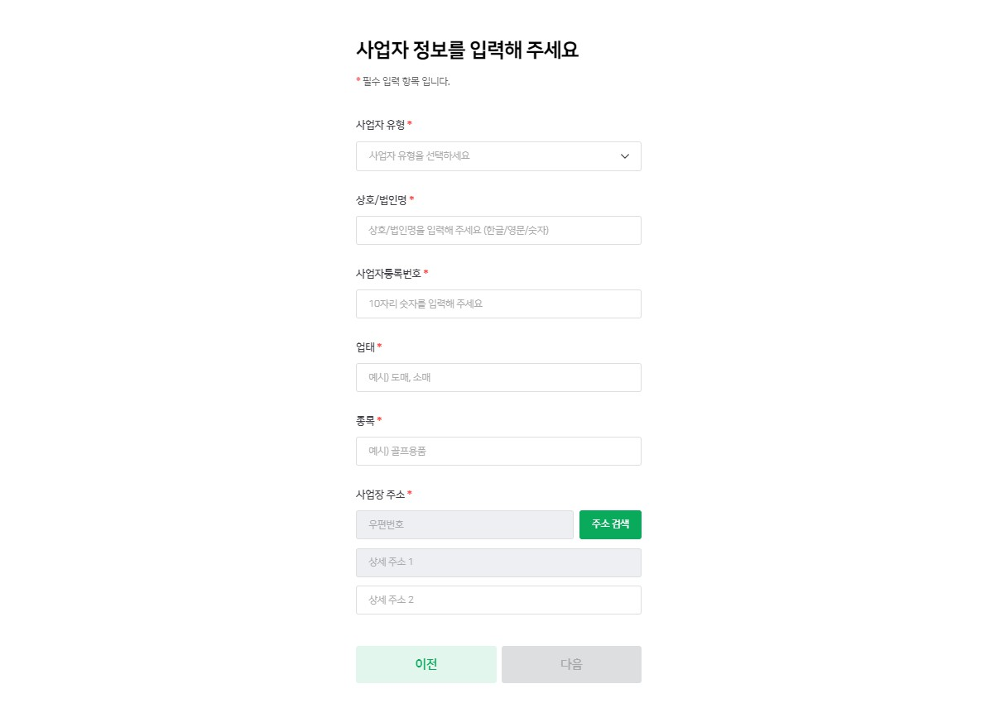 사업자 정보를 입력해 주세요
* 필수 입력 항목 입니다.
사업자 유형 *
사업자 유형을 선택하세요
상호/법인명 *
상호/법인명을 입력해 주세요 (한글/영문/숫자)
사업자등록번호 *
10자리 숫자를 입력해 주세요
업태 *
예시) 도매, 소매
종목 *
예시) 골프용품
사업장 주소 *
우편번호 주소 검색
상세 주소 1
상세 주소 2
이전 다음